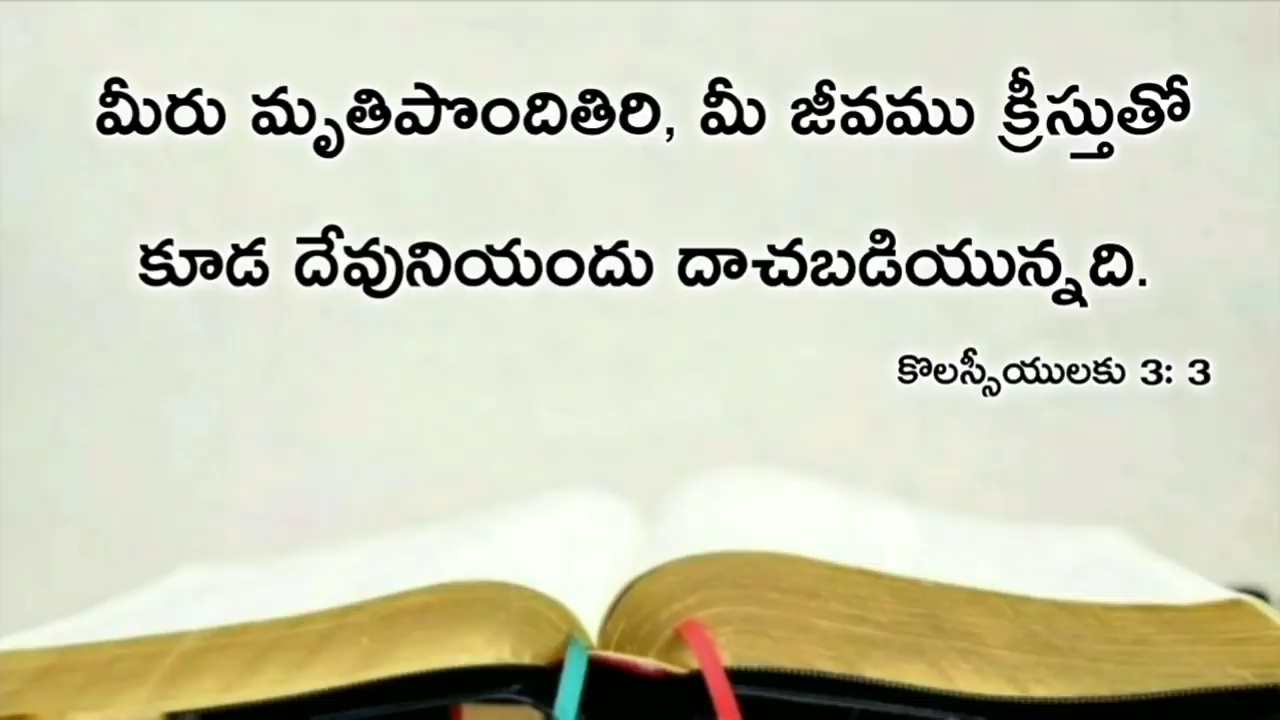 మీరు మృతిపొందితిరి, మీ జీవము క్రీస్తుతో
కూడ దేవునియందు దాచబడియున్నది.
కొలస్సీయులకు 3: 3